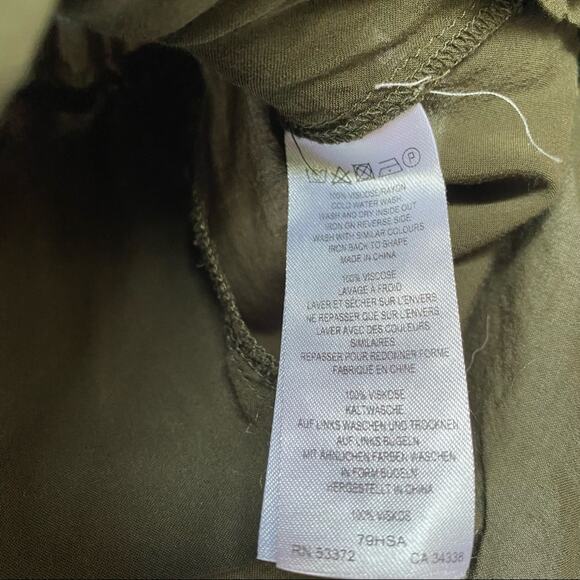 P
100% VISCOSE/RAYON
COLD WATER WASH
WASH AND DRY INSIDE OUT
IRON ON REVERSE SIDE
WASH WITH SIMILAR COLOURS
IRON BACK TO SHAPE
MADE IN CHINA
100% VISCOSE
LAVAGE À FROID
LAVER ET SÉCHER SUR L'ENVERS
NE REPASSER QUE SUR L'ENVERS
LAVER AVEC DES COULEURS
SIMILAIRES
REPASSER POUR REDONNER FORME
FABRIQUÉ EN CHINE
100% VISKOSE
KALTWÄSCHE
AUF LINKS WASCHEN UND TROCKNEN
AUF LINKS BÜGELN
MIT ÄHNLICHEN FARBEN WASCHEN
IN FORM BÜGELN
HERGESTELLT IN CHINA
100% VISKOS
79HSA
RN 53372 CA 34338